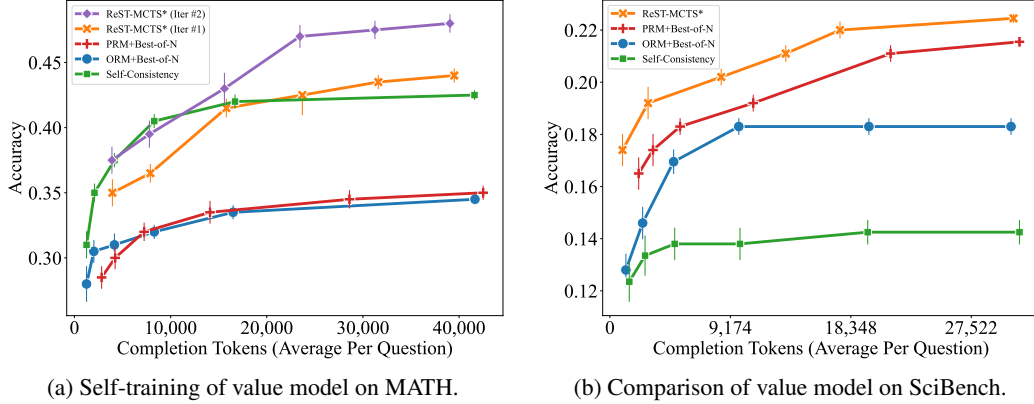 ReST-MCTS* (Iter #2)
ReST-MCTS* (Iter #1)
PRM+Best-of-N
ORM+Best-of-N
Self-Consistency
0.45
0.40
0.35
0.30
Accuracy
0
10,000
20,000
30,000
40,000
Completion Tokens (Average Per Question)
(a) Self-training of value model on MATH.
ReST-MCTS*
PRM+Best-of-N
ORM+Best-of-N
Self-Consistency
0.22
0.20
0.18
0.16
0.14
0.12
Accuracy
0
9,174
18,348
27,522
Completion Tokens (Average Per Question)
(b) Comparison of value model on SciBench.